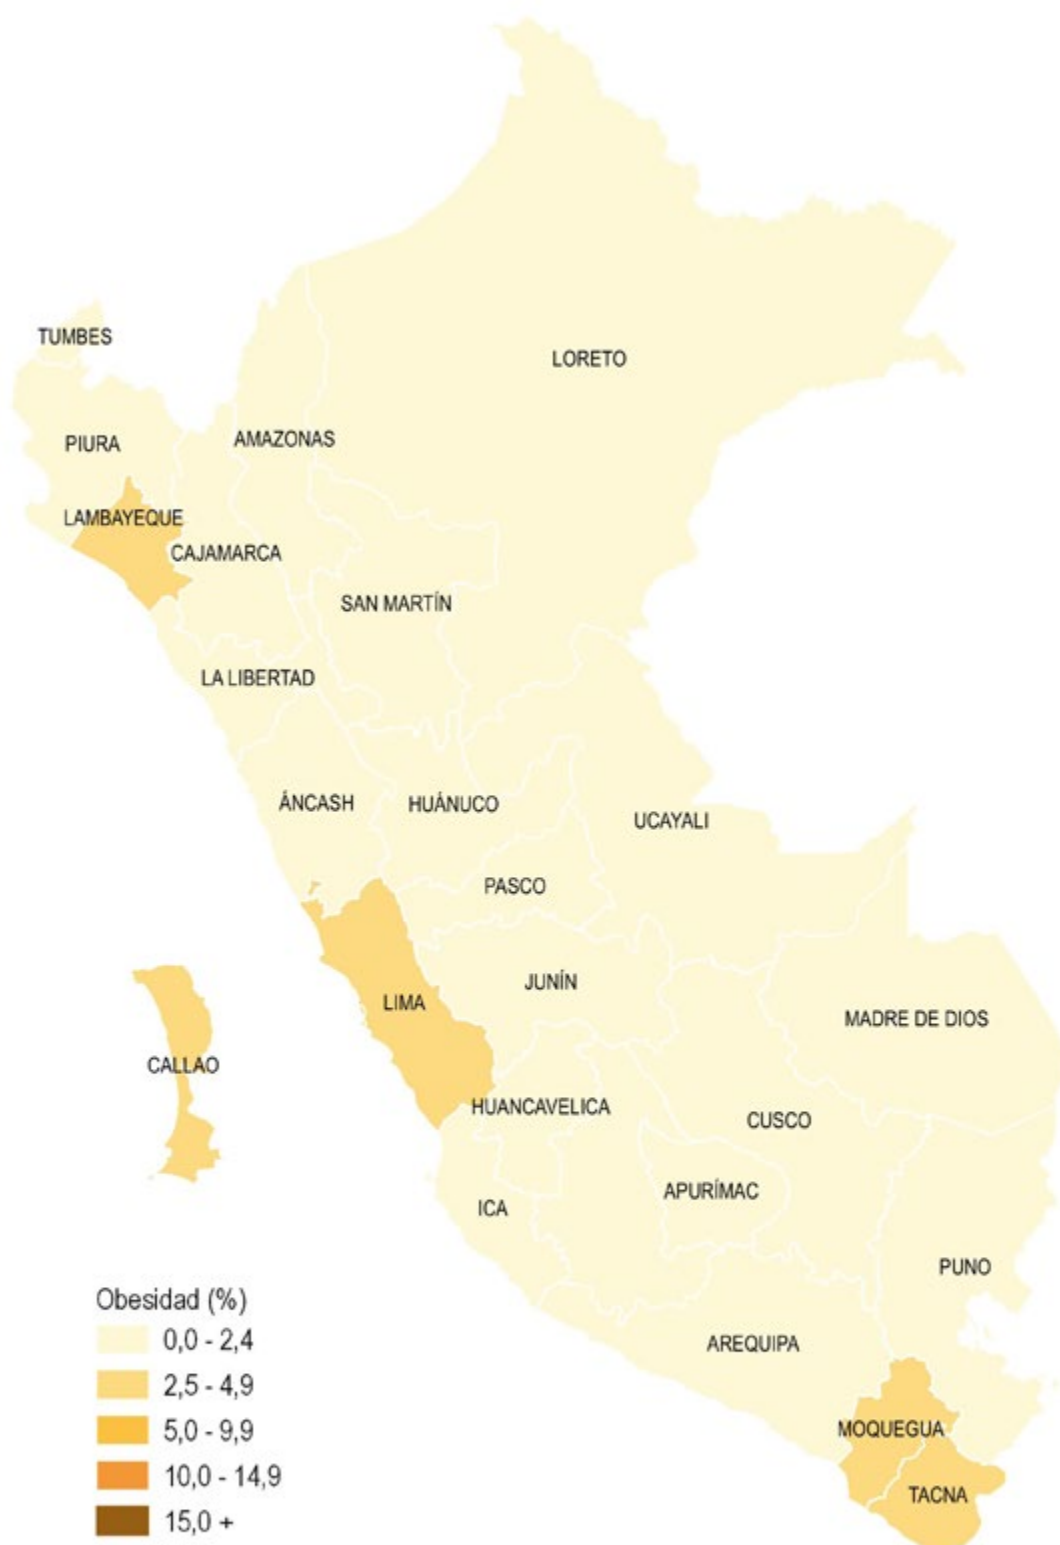 TUMBES
LORETO
PIURA
AMAZONAS
LAMBAYEQUE
CAJAMARCA
SAN MARTÍN
LA LIBERTAD
ÁNCASH
HUÁNUCO
UCAYALI
PASCO
JUNÍN
LIMA
MADRE DE DIOS
CALLAO
HUANCAVELICA
CUSCO
APURÍMAC
ICA
PUNO
AREQUIPA
MOQUEGUA
TACNA
Obesidad (%)
0,0 - 2,4
2,5 - 4,9
5,0 - 9,9
10,0 - 14,9
15,0 +